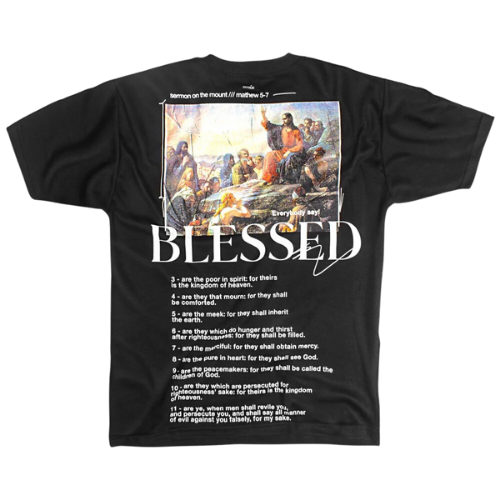 sermon on the mount /// mathew 5-7
Everybody say!
BLESSED
3 - are the poor in spirit: for theirs
is the kingdom of heaven.
4 - are they that mourn: for they shall
be comforted.
5 - are the meek: for they shall inherit
the earth.
6 - are they which do hunger and thirst
after righteousness: for they shall be filled.
7 - are the merciful: for they shall obtain mercy.
8 - are the pure in heart: for they shall see God.
9 - are the peacemakers: for they shall be called the
children of God.
10 - are they which are persecuted for
righteousness' sake: for theirs is the kingdom
of heaven.
11 - are ye, when men shall revile you,
and persecute you, and shall say all manner
of evil against you falsely, for my sake.